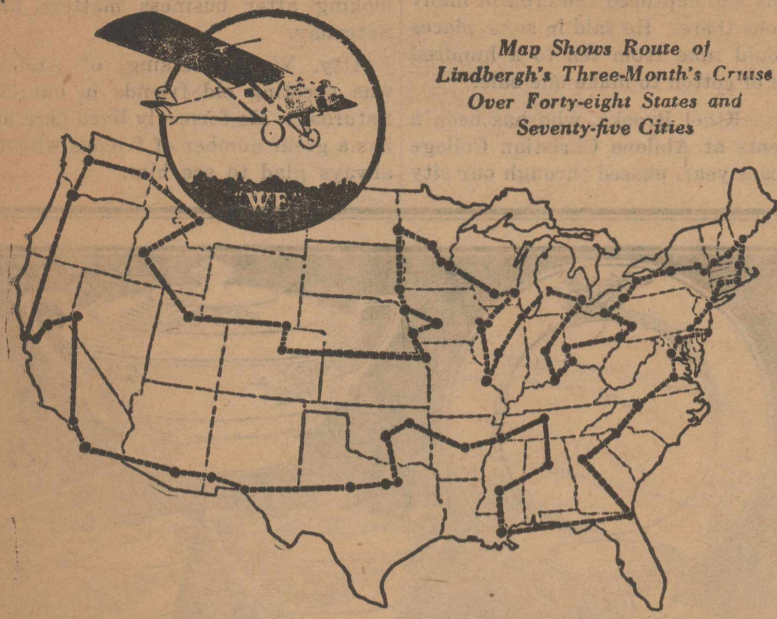 Map Shows Route of
Lindbergh's Three-Month's Cruise
Over Forty-eight States and
Seventy-five Cities
"WE"